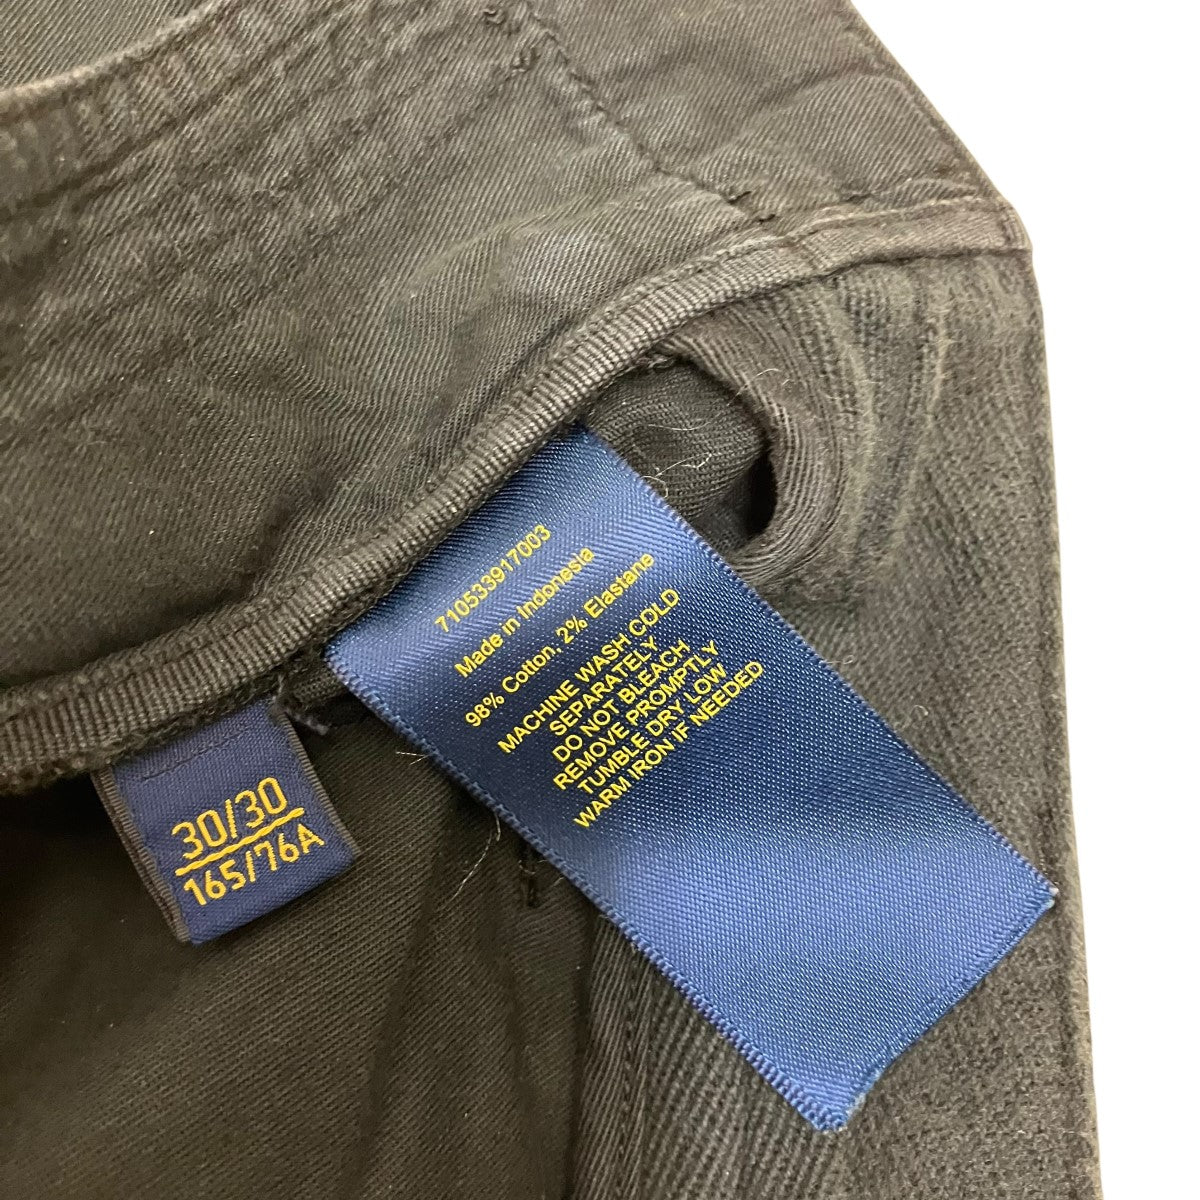 710533917003
Made in Indonesia
98% Cotton, 2% Elastane
MACHINE WASH COLD
SEPARATELY
DO NOT BLEACH
REMOVE PROMPTLY
TUMBLE DRY LOW
WARM IRON IF NEEDED
30/30
165/76A